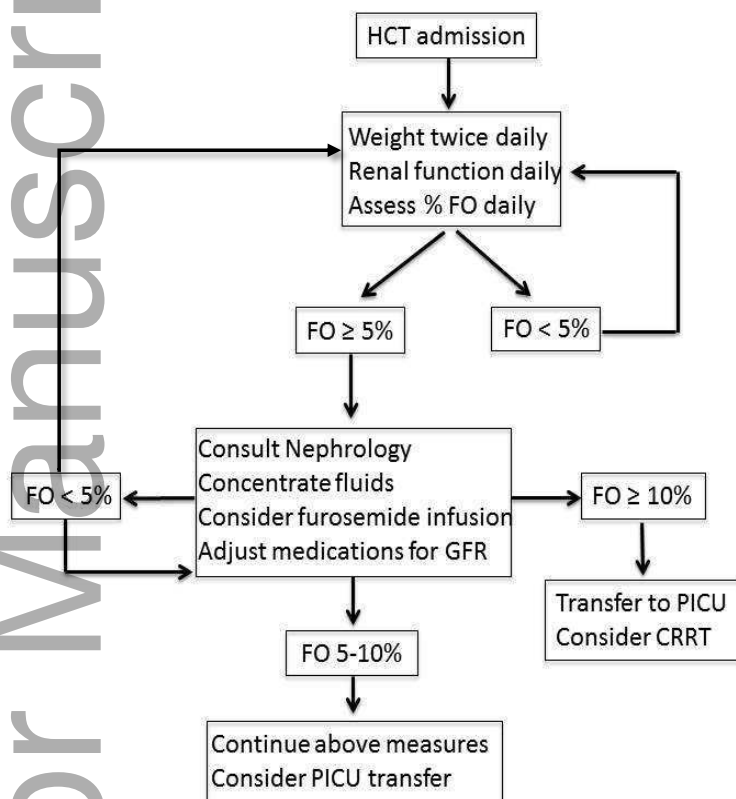 HCT admission
Weight twice daily
Renal function daily
Assess % FO daily
FO ≥ 5%
FO < 5%
Consult Nephrology
Concentrate fluids
Consider furosemide infusion
Adjust medications for GFR
FO < 5%
FO ≥ 10%
Transfer to PICU
Consider CRRT
FO 5-10%
Continue above measures
Consider PICU transfer
or Manuscri